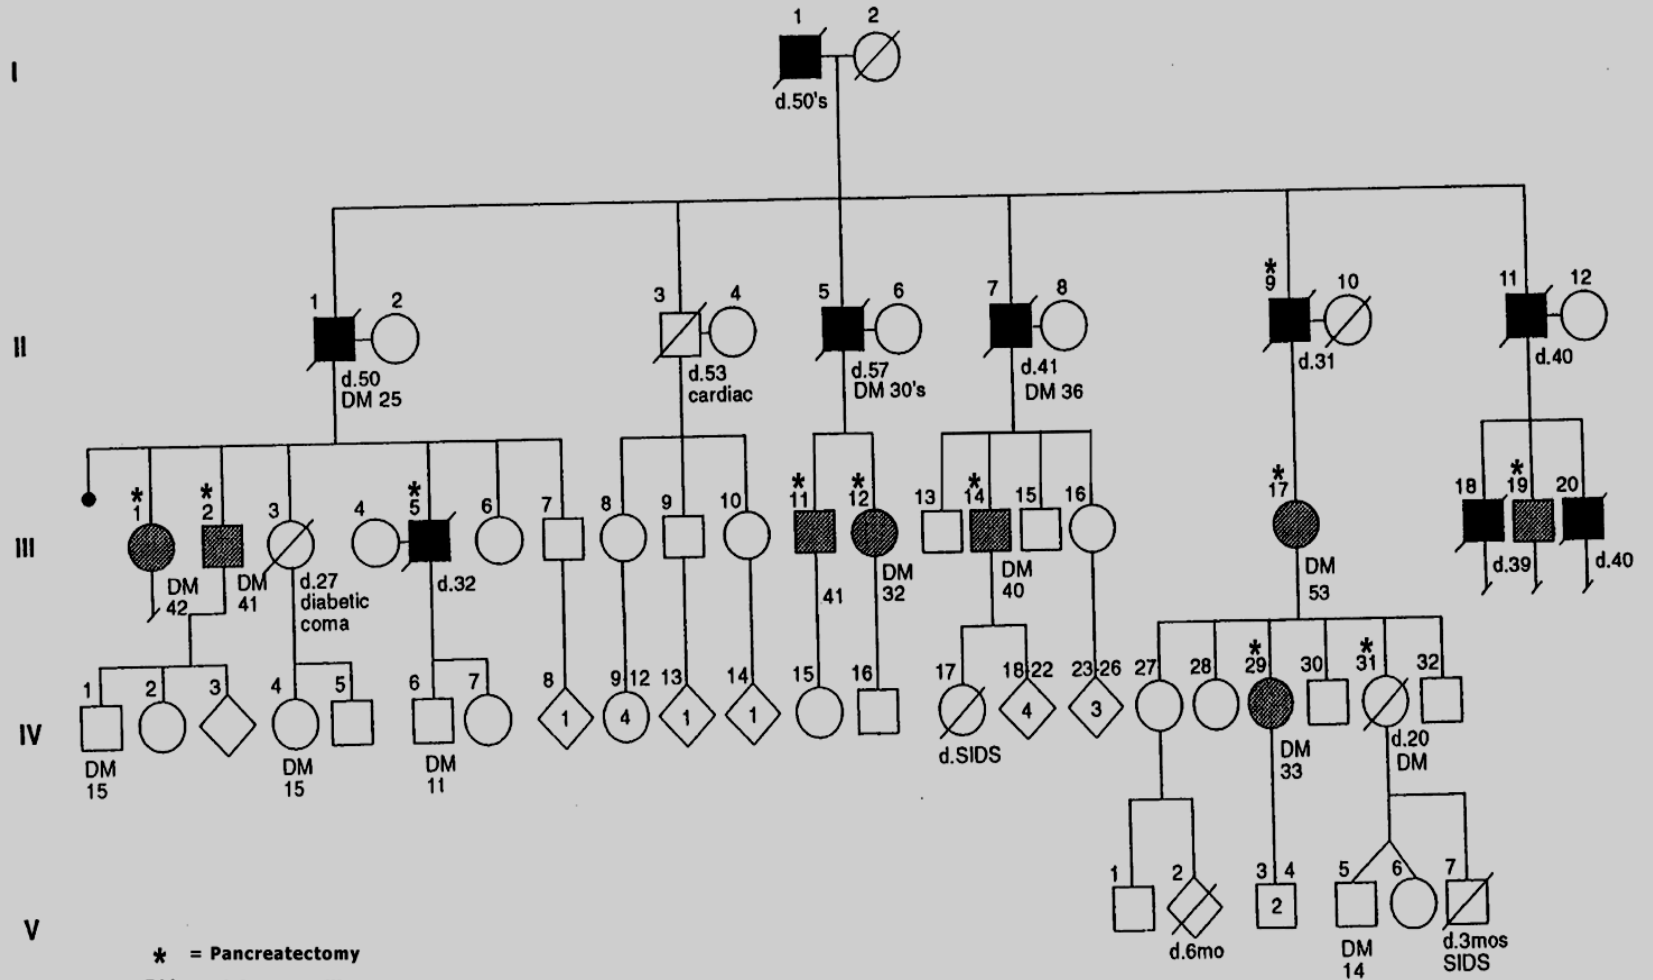 1 2
I
d.50's
* 9
1 2 3 4 5 6 7 8 10 11 12
II
d.50
DM 25
d.53
cardiac
d.57
DM 30's
d.41
DM 36
d.31
d.40
* * * * * * * *
1 2 3 4 5 6 7 8 9 10 11 12 13 14 15 16 17 18 19 20
III
DM
42
DM
41
d.27
diabetic
coma
d.32
41
DM
32
DM
40
DM
53
d.39
d.40
* *
1 2 3 4 5 6 7 8 9 12 13 14 15 16 17 18 22 23-26 27 28 29 30 31 32
1 4 1 1 4 3
IV
DM
15
DM
15
DM
11
d.SIDS
DM
33
d.20
DM
1 2 3 4 5 6 7
2
V
d.6mo
DM
14
d.3mos
SIDS
* = Pancreatectomy